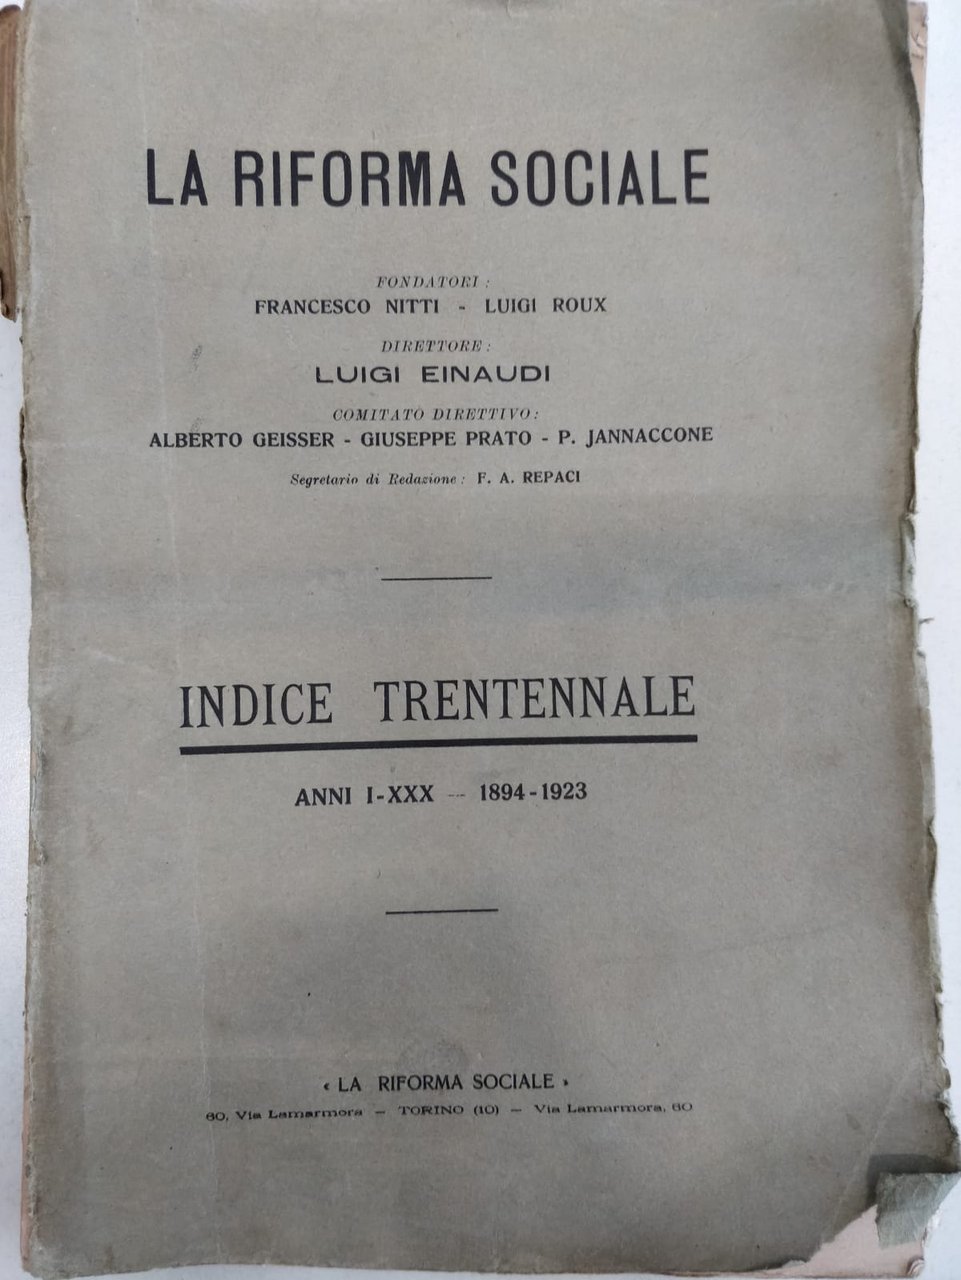 LA RIFORMA SOCIALE
FONDATORI:
FRANCESCO NITTI - LUIGI ROUX
DIRETTORE:
LUIGI EINAUDI
COMITATO DIRETTIVO:
ALBERTO GEISSER - GIUSEPPE PRATO - P. JANNACCONE
Segretario di Redazione: F. A. REPACI
INDICE TRENTENNALE
ANNI I-XXX — 1894-1923
« LA RIFORMA SOCIALE »
60, Via Lamarmora — TORINO (10) — Via Lamarmora, 60